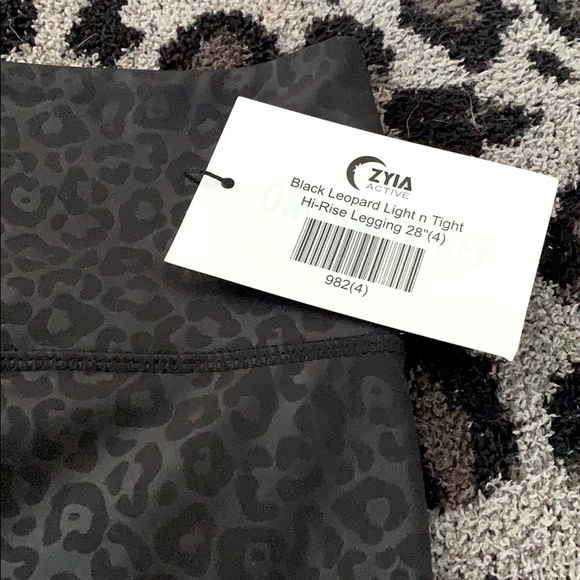 ZYIA
ACTIVE
Black Leopard Light n Tight
Hi-Rise Legging 28"(4)
982(4)